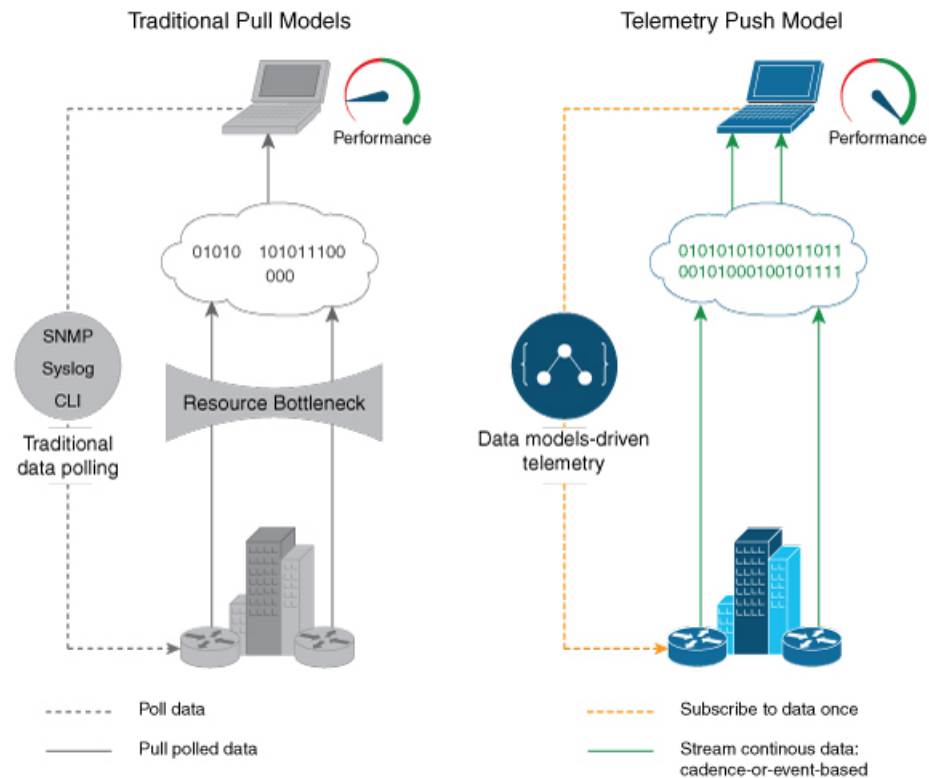 Traditional Pull Models
Performance
01010 101011100
000
SNMP
Syslog
CLI
Resource Bottleneck
Traditional
data polling
Poll data
Pull polled data
Telemetry Push Model
Performance
01010101010011011
00101000100101111
Data models-driven
telemetry
Subscribe to data once
Stream continous data:
cadence-or-event-based